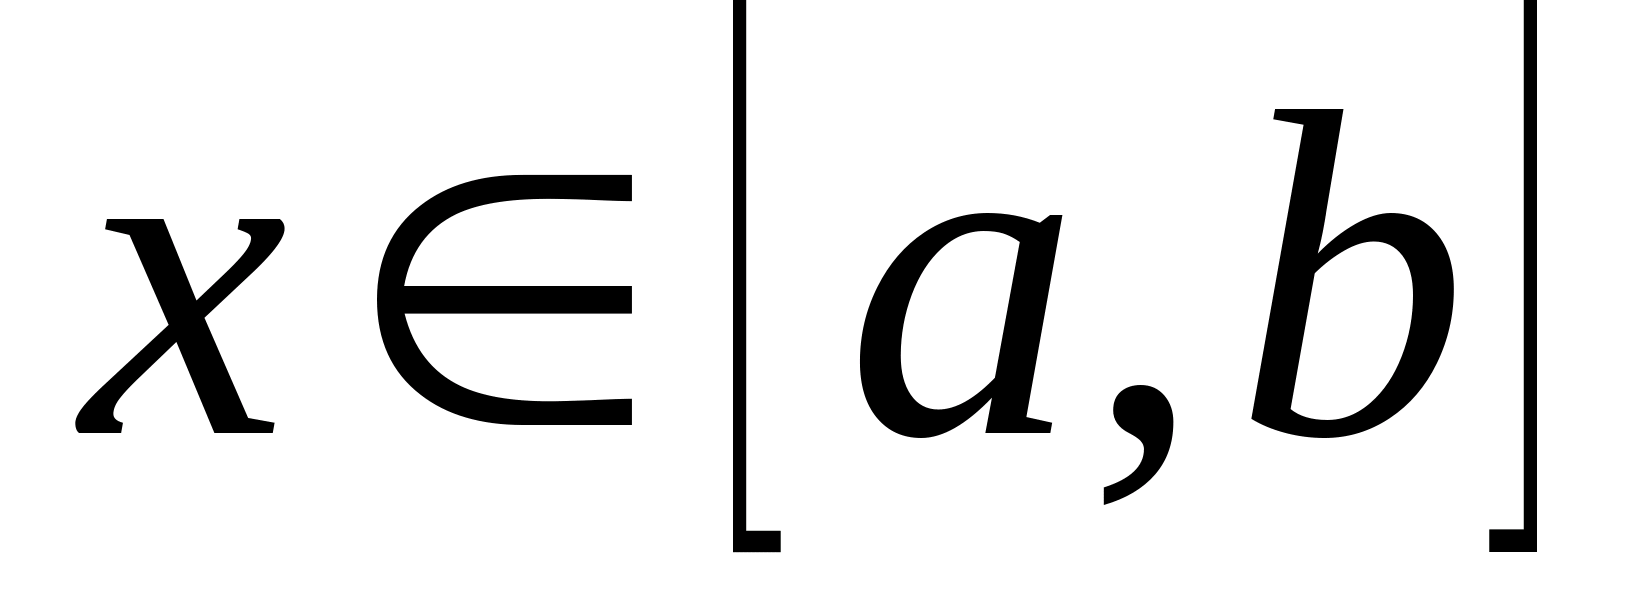 x ∈ [a, b]